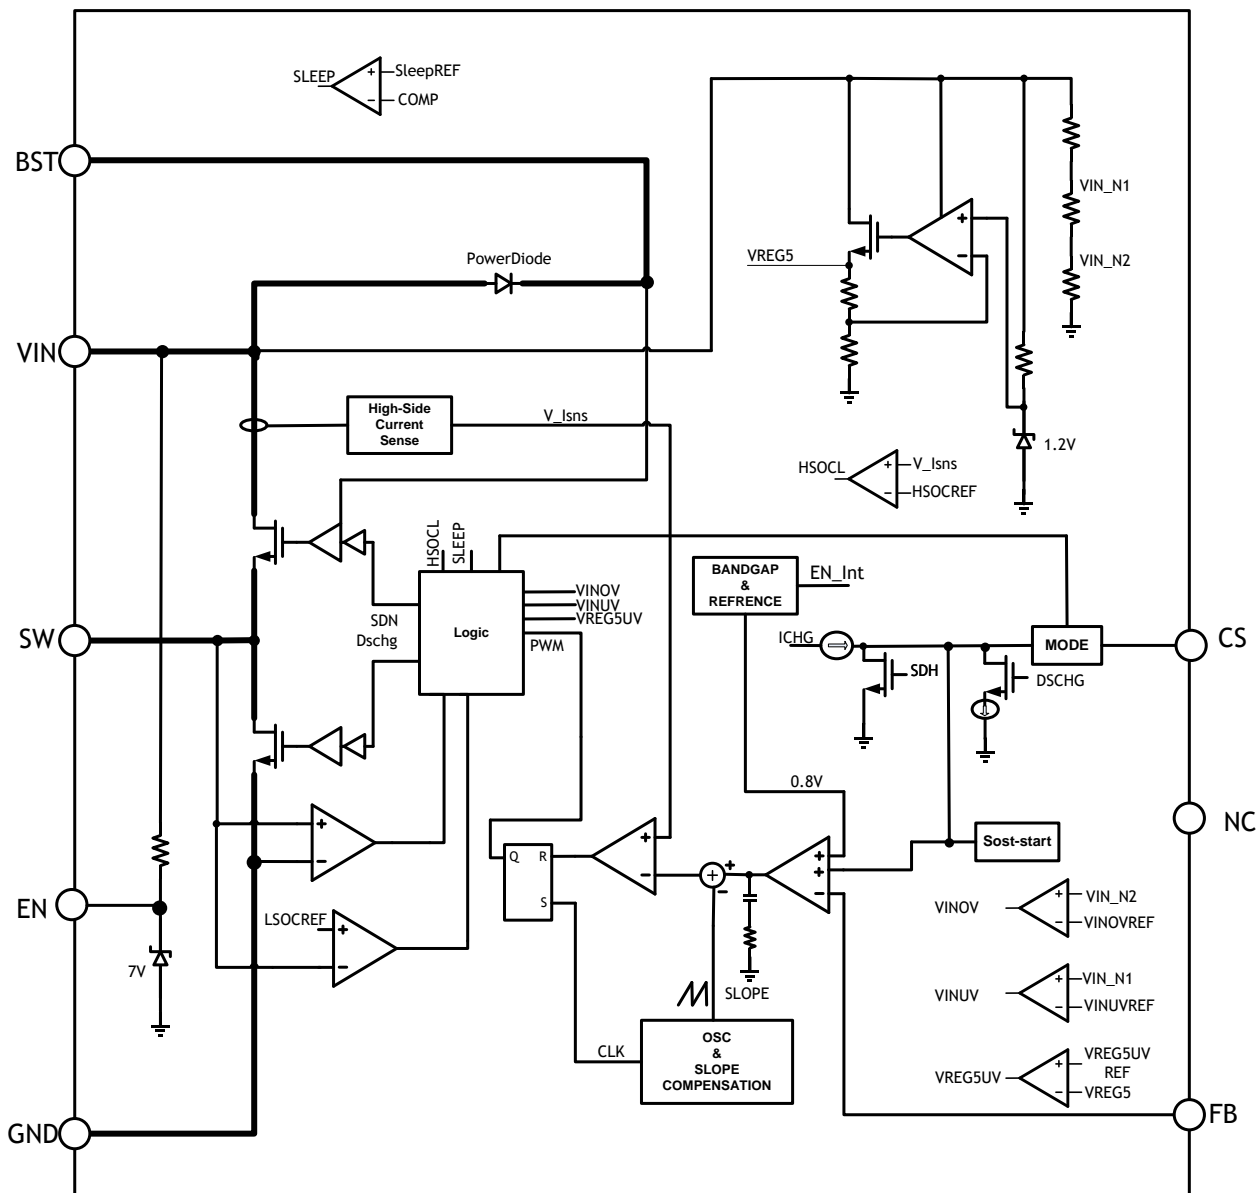 SLEEP
+
SleepREF
−
COMP
BST
PowerDiode
VIN
VREG5
+
−
VIN_N1
VIN_N2
1.2V
High-Side
Current
Sense
V_Isns
HSOCL
+
V_Isns
−
HSOCREF
HSOCL
SLEEP
SDN
Dschg
Logic
VINOV
VINUV
VREG5UV
PWM
BANDGAP
&
REFRENCE
EN_Int
ICHG
SDH
DSCHG
MODE
CS
SW
0.8V
NC
Sost-start
+
−
Q
R
S
+
−
+
+
−
+
+
−
EN
7V
LSOCREF
+
−
SLOPE
CLK
OSC
&
SLOPE
COMPENSATION
VINOV
+
VIN_N2
−
VINOVREF
VINUV
+
VIN_N1
−
VINUVREF
VREG5UV
+
VREG5UV
REF
−
VREG5
GND
FB